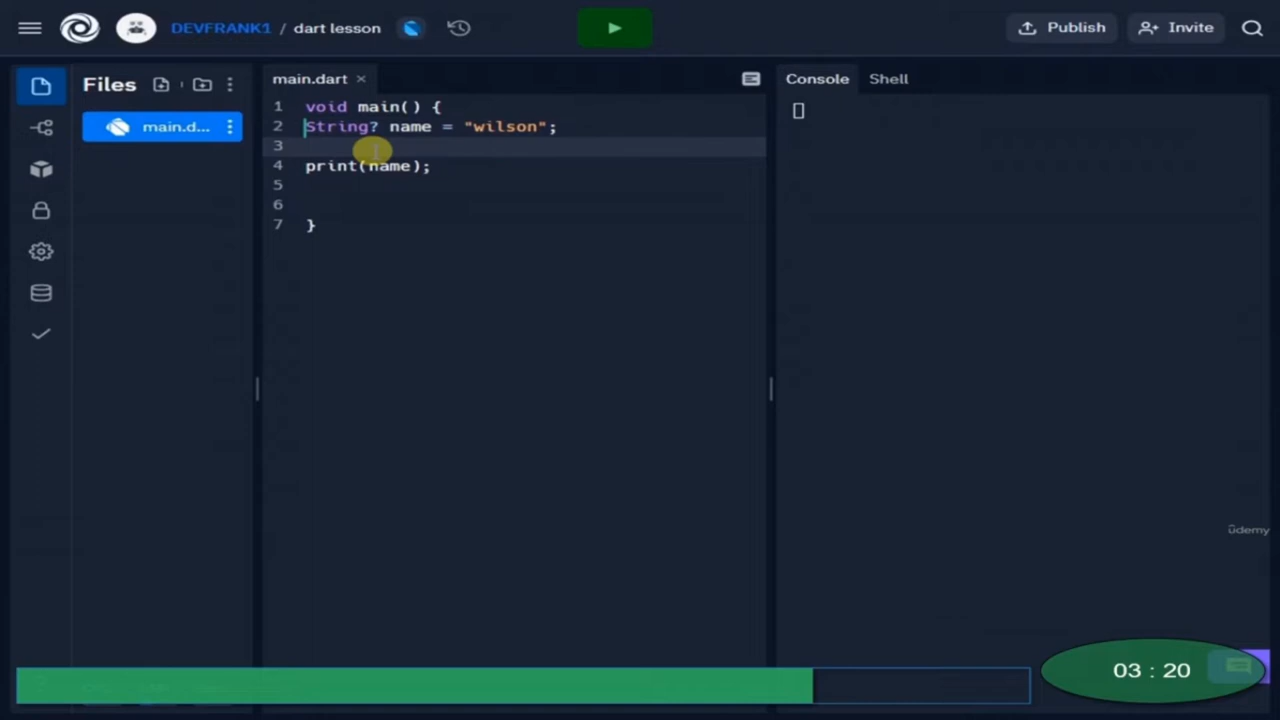 DEVFRANK1 / dart lesson
Publish
Invite
Files
main.d...
main.dart ×
Console
Shell
1 void main() {
2 String? name = "wilson";
3
4 print(name);
5
6
7 }
ûdemy
03 : 20